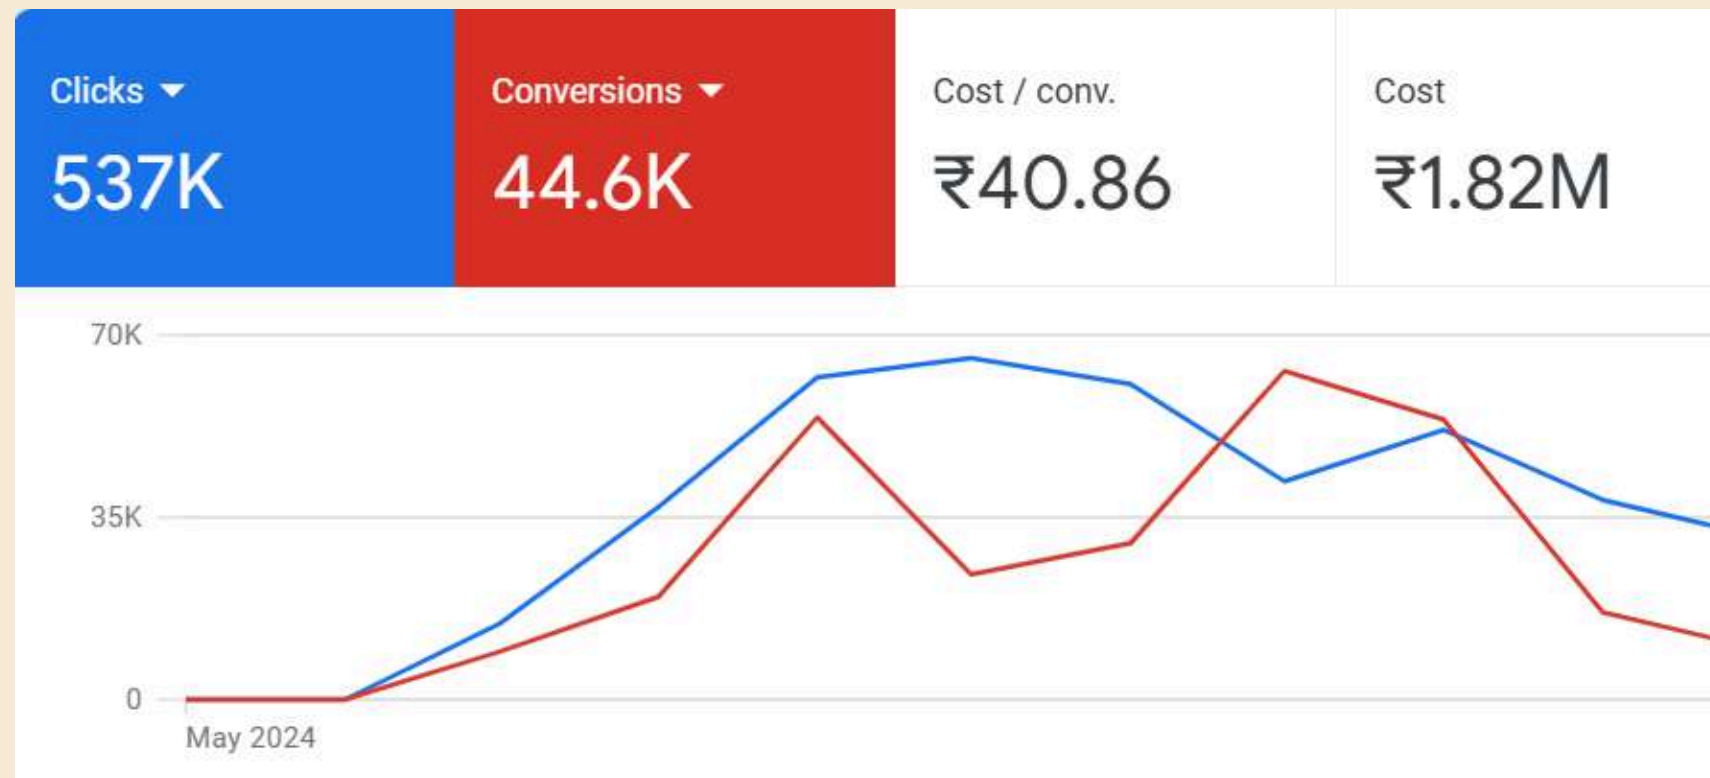 Clicks
Conversions
Cost / conv.
Cost
537K
44.6K
₹40.86
₹1.82M
70K
35K
0
May 2024